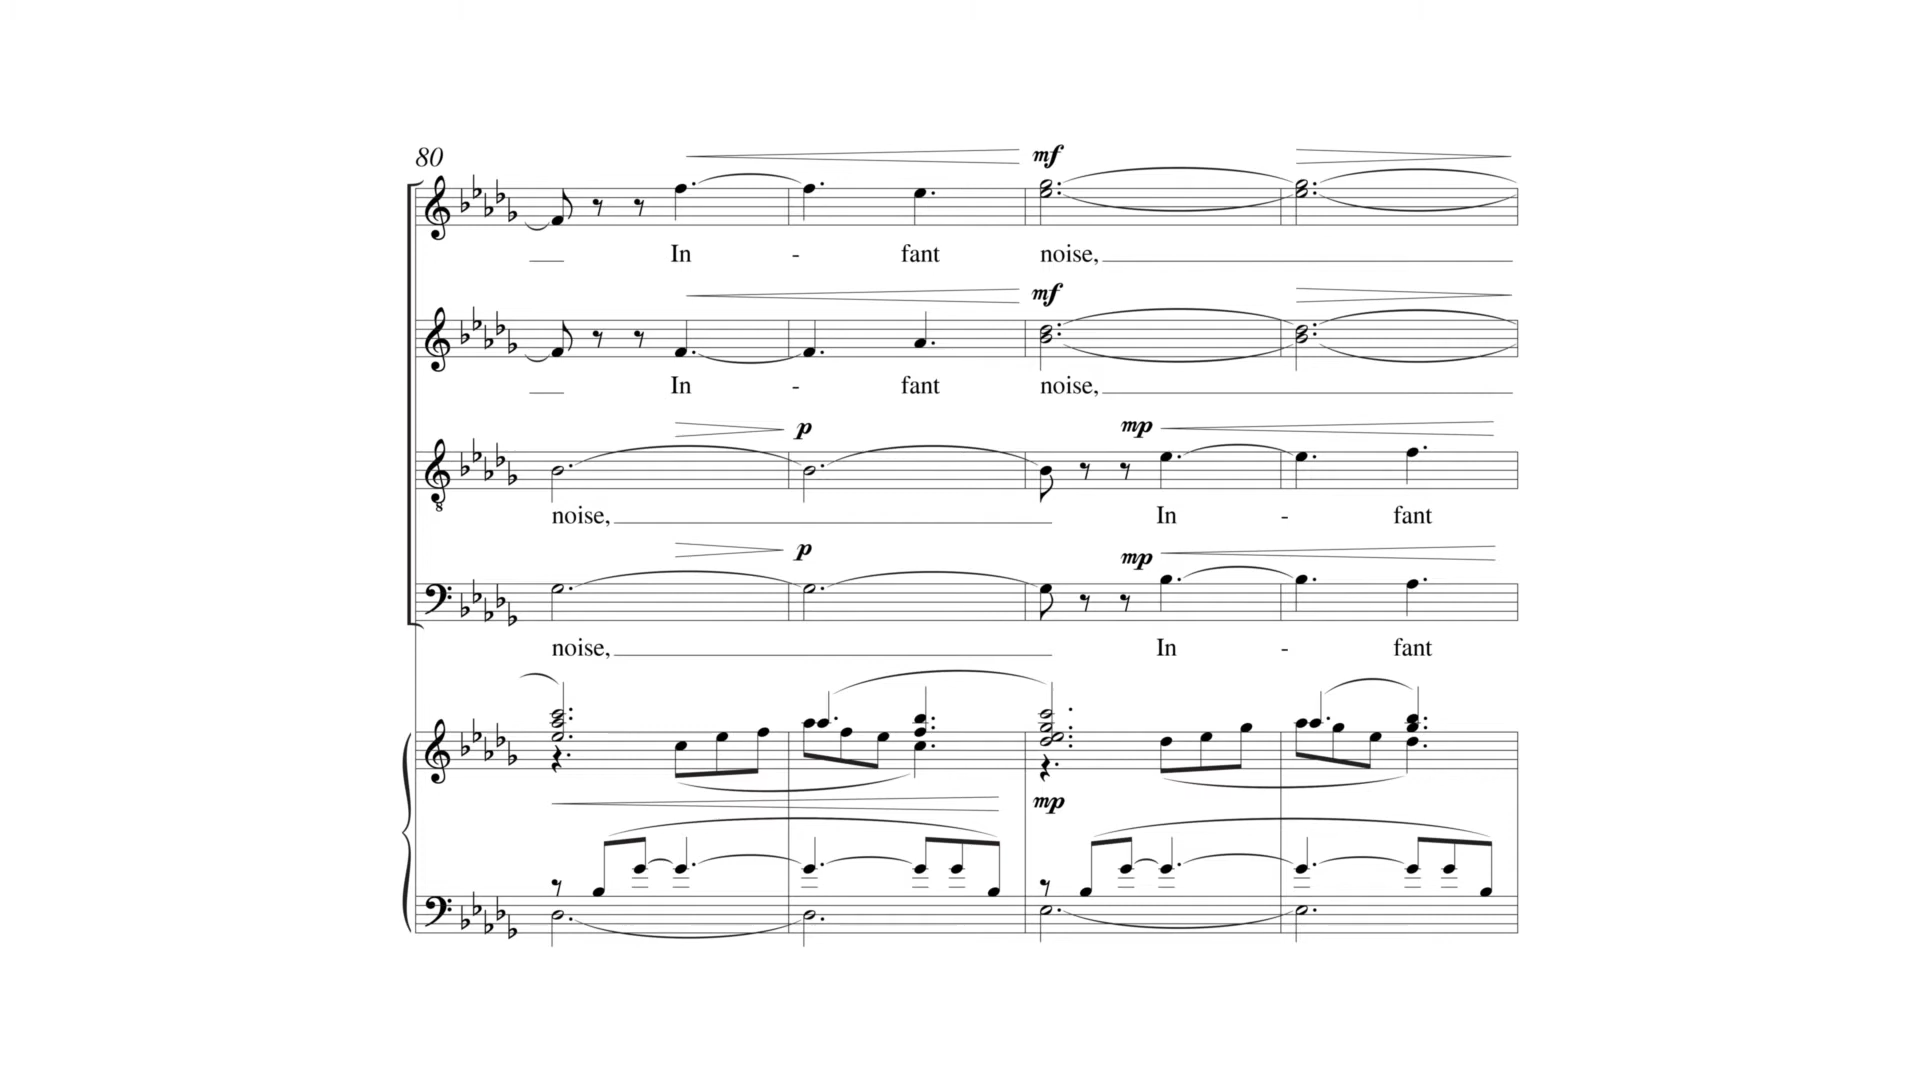 80
mf
In - fant noise,
mf
In - fant noise,
p mp
noise, In - fant
p mp
noise, In - fant
mp